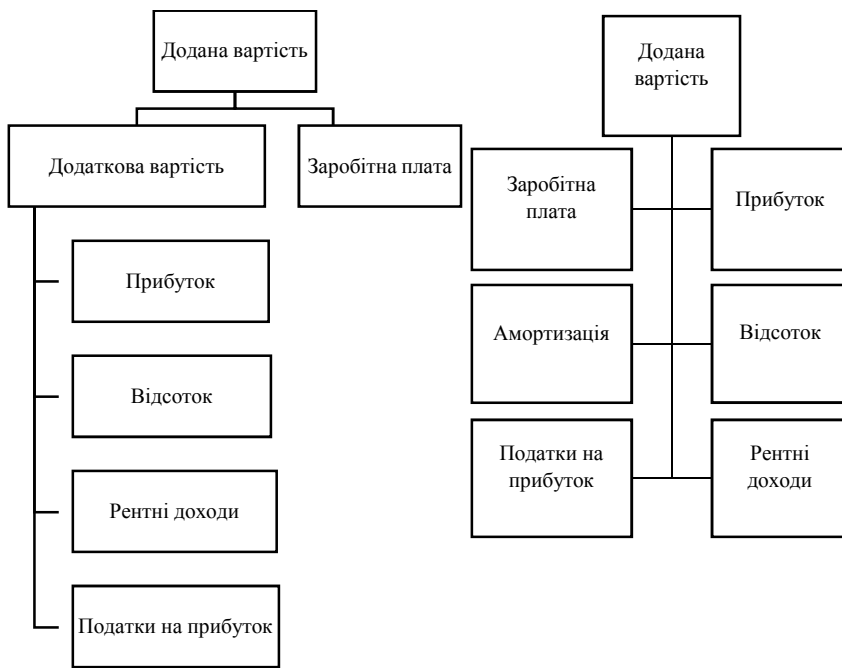 Додана вартість
Додаткова вартість
Заробітна плата
Прибуток
Відсоток
Рентні доходи
Податки на прибуток
Додана
вартість
Заробітна
плата
Прибуток
Амортизація
Відсоток
Податки на
прибуток
Рентні
доходи